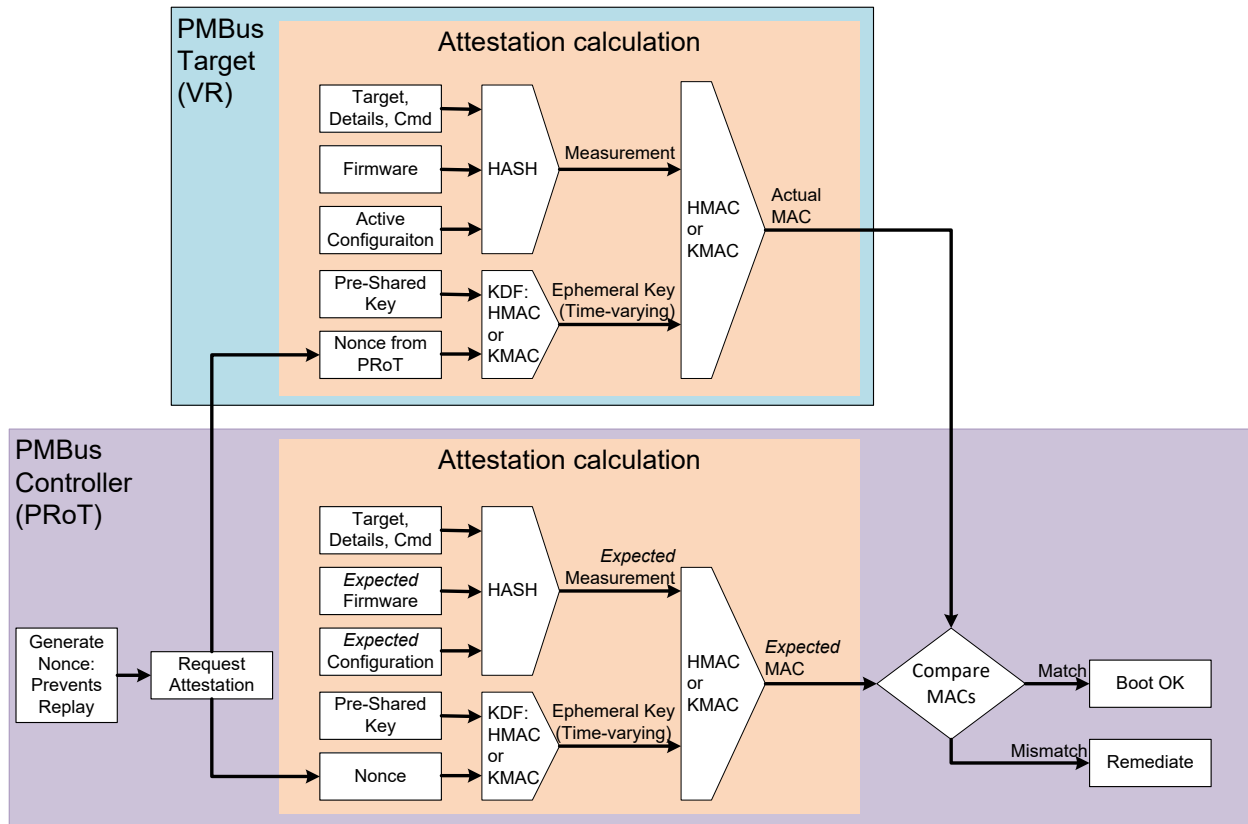 PMBus
Target
(VR)
Attestation calculation
Target,
Details, Cmd
Firmware
Active
Configuraiton
Pre-Shared
Key
Nonce from
PRoT
HASH
KDF:
HMAC
or
KMAC
Measurement
Ephemeral Key
(Time-varying)
HMAC
or
KMAC
Actual
MAC
PMBus
Controller
(PRoT)
Attestation calculation
Generate
Nonce:
Prevents
Replay
Request
Attestation
Target,
Details, Cmd
Expected
Firmware
Expected
Configuration
Pre-Shared
Key
Nonce
HASH
KDF:
HMAC
or
KMAC
Expected
Measurement
Ephemeral Key
(Time-varying)
HMAC
or
KMAC
Expected
MAC
Compare
MACs
Match
Boot OK
Mismatch
Remediate